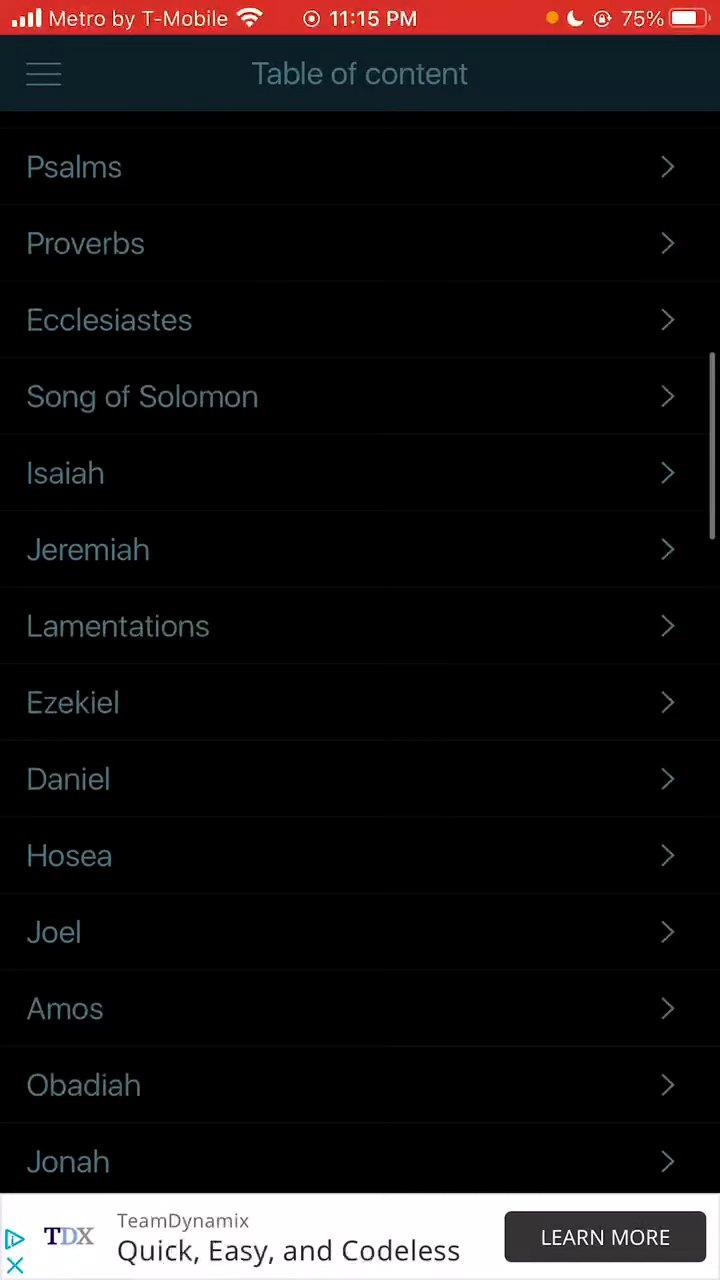 Metro by T-Mobile 11:15 PM 75%
Table of content
Psalms
Proverbs
Ecclesiastes
Song of Solomon
Isaiah
Jeremiah
Lamentations
Ezekiel
Daniel
Hosea
Joel
Amos
Obadiah
Jonah
TDX
TeamDynamix
Quick, Easy, and Codeless
LEARN MORE